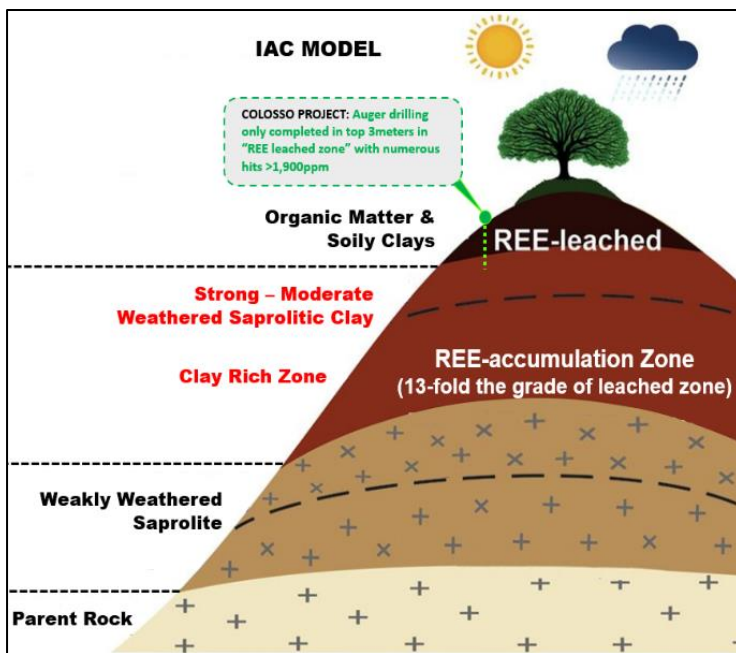 IAC MODEL
COLOSSO PROJECT: Auger drilling
only completed in top 3meters in
“REE leached zone” with numerous
hits >1,900ppm
Organic Matter &
Soily Clays
REE-leached
Strong – Moderate
Weathered Saprolitic Clay
REE-accumulation Zone
(13-fold the grade of leached zone)
Clay Rich Zone
Weakly Weathered
Saprolite
Parent Rock